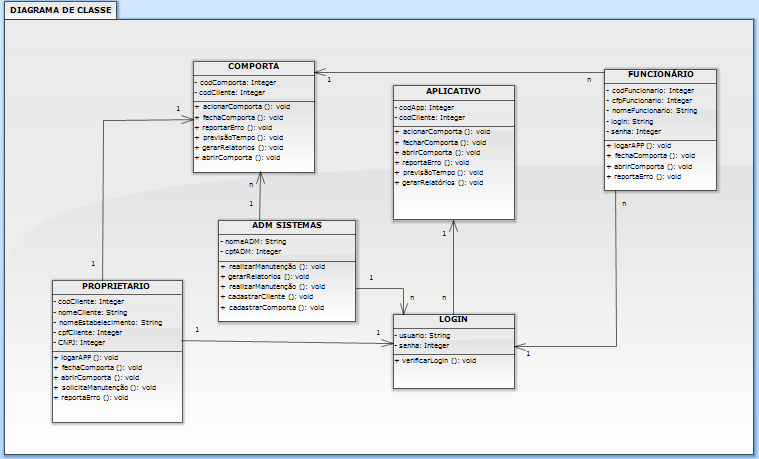 DIAGRAMA DE CLASSE
COMPORTA
- codComporta: Integer
- codCliente: Integer
+ acionarComporta (): void
+ fechaComporta (): void
+ reportarErro (): void
+ previsãoTempo (): void
+ gerarRelatorios (): void
+ abrirComporta (): void
APLICATIVO
- codApp: Integer
- codCliente: Integer
+ acionarComporta (): void
+ fecharComporta (): void
+ abrirComporta (): void
+ reportaErro (): void
+ previsãoTempo (): void
+ gerarRelatórios (): void
FUNCIONÁRIO
- codFuncionario: Integer
- cfpFuncionario: Integer
- nomeFuncionario: String
- login: String
- senha: Integer
+ logarAPP (): void
+ fechaComporta (): void
+ abrirComporta (): void
+ reportaErro (): void
1
n
1
n
1
1
n
ADM SISTEMAS
- nomeADM: String
- cpfADM: Integer
+ realizarManutenção (): void
+ gerarRelatorios (): void
+ realizarManutenção (): void
+ cadastrarCliente (): void
+ cadastrarComporta (): void
1
1
n
n
PROPRIETARIO
- codCliente: Integer
- nomeCliente: String
- nomeEstabelecimento: String
- cpfCliente: Integer
- CNPJ: Integer
+ logarAPP (): void
+ fechaComporta (): void
+ abrirComporta (): void
+ solicitaManutenção (): void
+ reportaErro (): void
LOGIN
- usuario: String
- senha: Integer
+ verificarLogin (): void
1
1
1